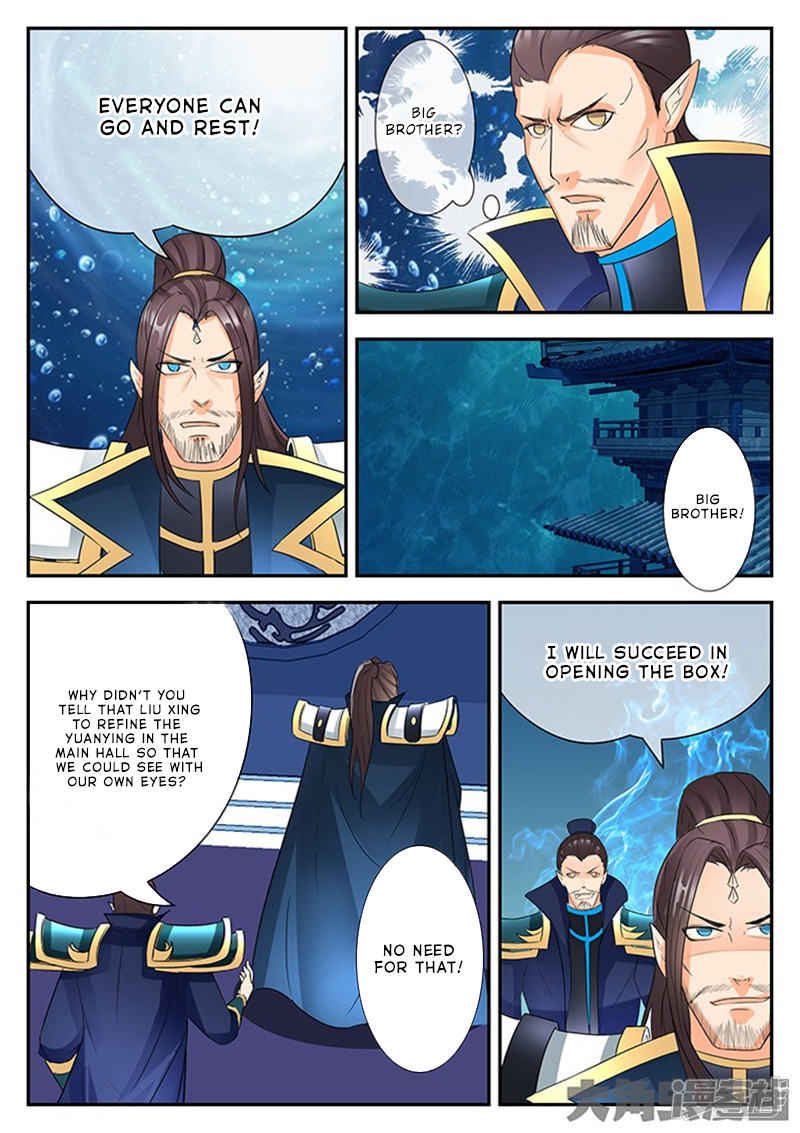 EVERYONE CAN
GO AND REST!
BIG
BROTHER?
BIG
BROTHER!
WHY DIDN'T YOU
TELL THAT LIU XING
TO REFINE THE
YUANYING IN THE
MAIN HALL SO THAT
WE COULD SEE WITH
OUR OWN EYES?
NO NEED
FOR THAT!
I WILL SUCCEED IN
OPENING THE BOX!